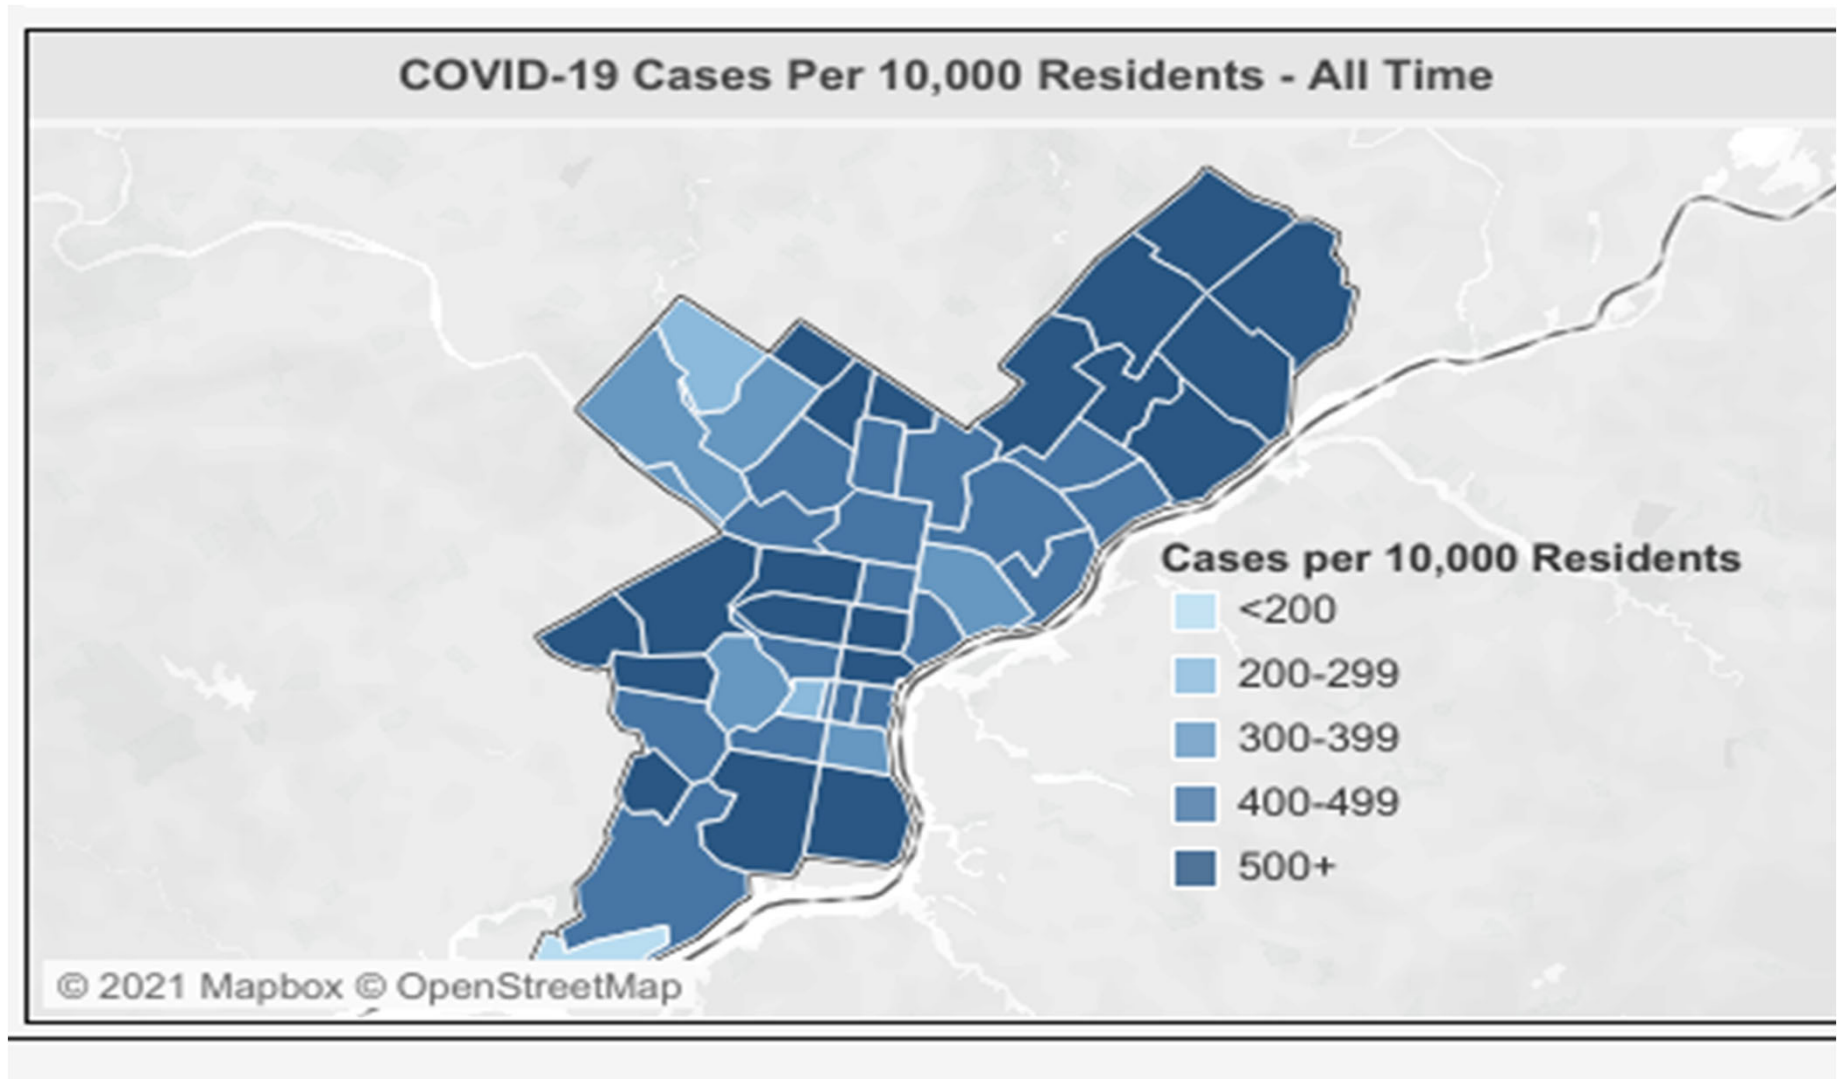 COVID-19 Cases Per 10,000 Residents - All Time
Cases per 10,000 Residents
<200
200-299
300-399
400-499
500+
© 2021 Mapbox © OpenStreetMap